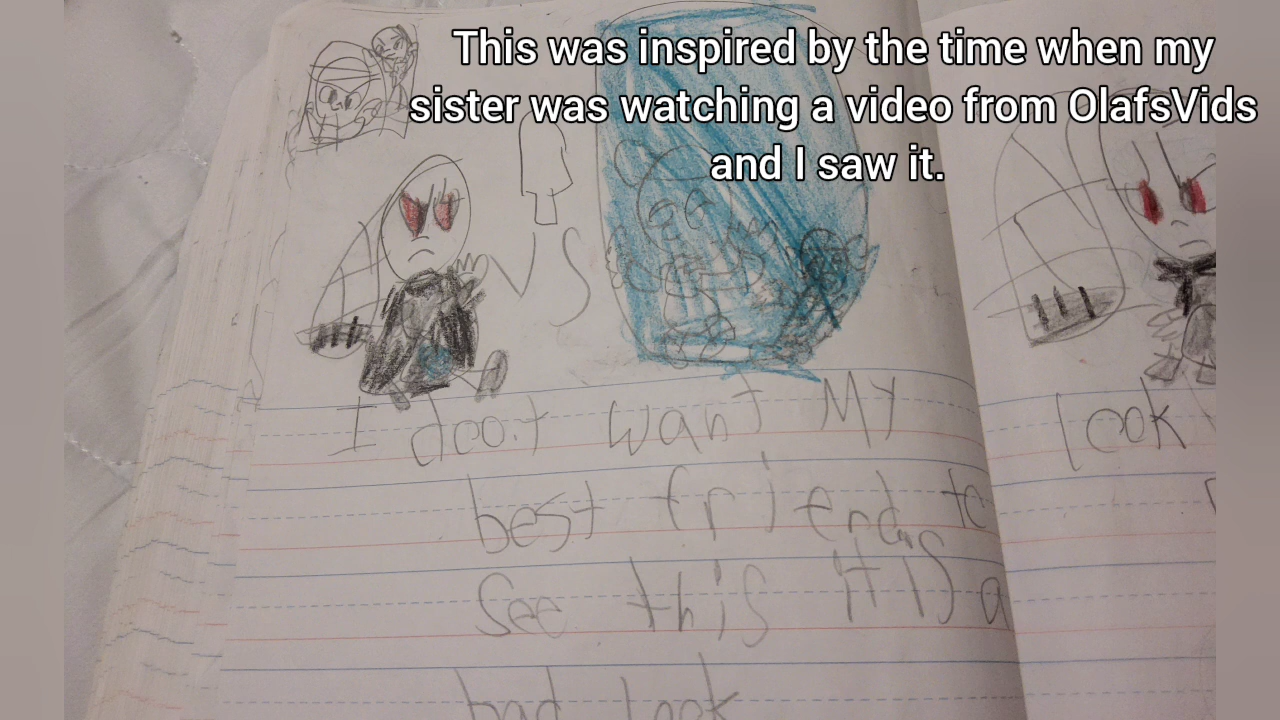 This was inspired by the time when my
sister was watching a video from OlafsVids
and I saw it.
VS
I doo.t want MY
best friends to
see this it is a
bad look
look